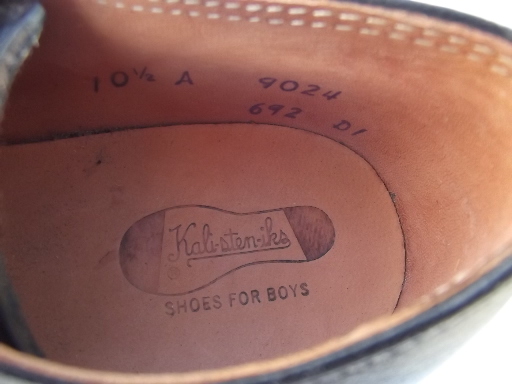 10½ A 9024
692 D1
Kali-sten-iks
SHOES FOR BOYS